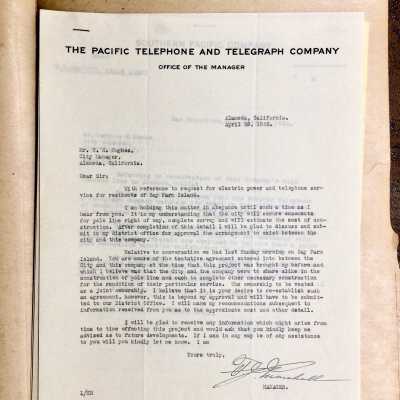 THE PACIFIC TELEPHONE AND TELEGRAPH COMPANY
OFFICE OF THE MANAGER
Alameda, California.
April
City Manager,
Alameda, California.
Dear Sir:
With reference to request for electric power and telephone ser-
vice for residents of Bay Farm Island.
I am holding this matter in abeyance until such a time as I
hear from you. It is my understanding that the city will secure easements
for pole line right of way, complete survey and will estimate the cost of con-
struction. After completion of this detail I will be glad to discuss and sub-
mit to my District Office for approval the arrangement to exist between the
city and this company.
Relative to conversation we had last Sunday morning on Bay Farm
Island. You are aware of the tentative agreement entered into between the
City and this company at the time that this project was brought up before and
which I believe was that the City and the company were to share alike in the
construction of pole line and each to complete other necessary construction
for the rendition of their particular service. The ownership to be vested
as a joint ownership. I believe that it is your desire to re-establish such
an agreement, however, this is beyond my approval and will have to be submit-
ted to our District Office. I will make my recommendations subsequent to
information received from you as to the approximate cost and other detail.
I will be pleased to receive any information which might arise from
time to time affecting this project and would ask that you kindly keep me
advised as to future developments. If I can in any way be of any assistance
to you will you kindly let me know. I am
Yours truly,
MANAGER.